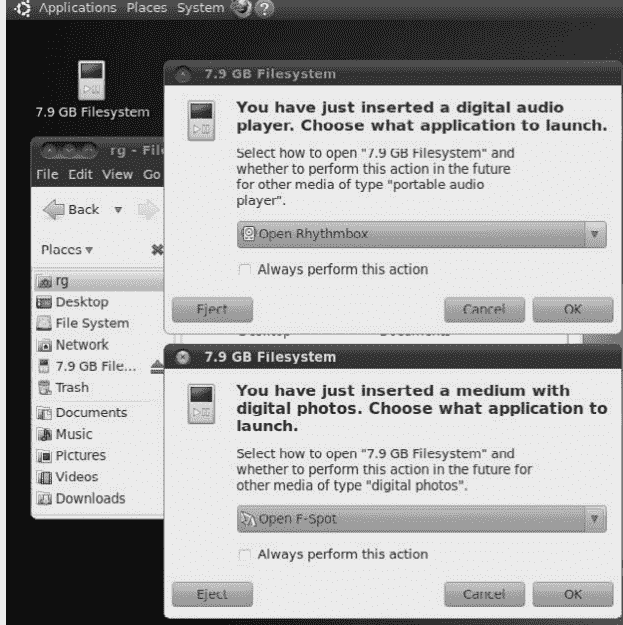 Applications Places System ?
7.9 GB Filesystem
7.9 GB Filesystem
You have just inserted a digital audio
player. Choose what application to launch.
Select how to open "7.9 GB Filesystem" and
whether to perform this action in the future
for other media of type "portable audio
player".
Open Rhythmbox
Always perform this action
Eject Cancel OK
rg - File
File Edit View Go
Back
Places
rg
Desktop
File System
Network
7.9 GB File...
Trash
Documents
Music
Pictures
Videos
Downloads
7.9 GB Filesystem
You have just inserted a medium with
digital photos. Choose what application to
launch.
Select how to open "7.9 GB Filesystem" and
whether to perform this action in the future for
other media of type "digital photos".
Open F-Spot
Always perform this action
Eject Cancel OK